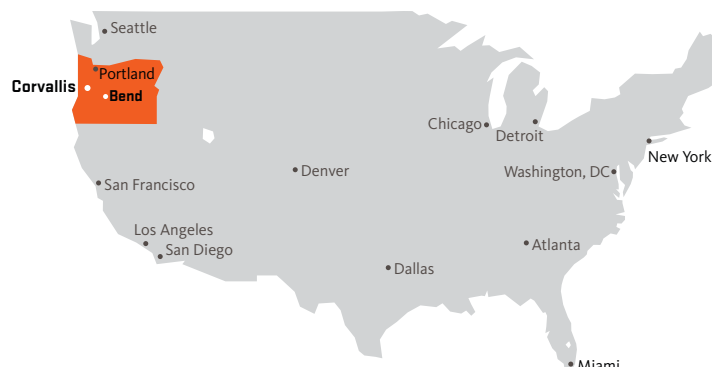 Seattle
Portland
Corvallis
Bend
Chicago
Detroit
New York
Washington, DC
Denver
San Francisco
Los Angeles
San Diego
Atlanta
Dallas
Miami